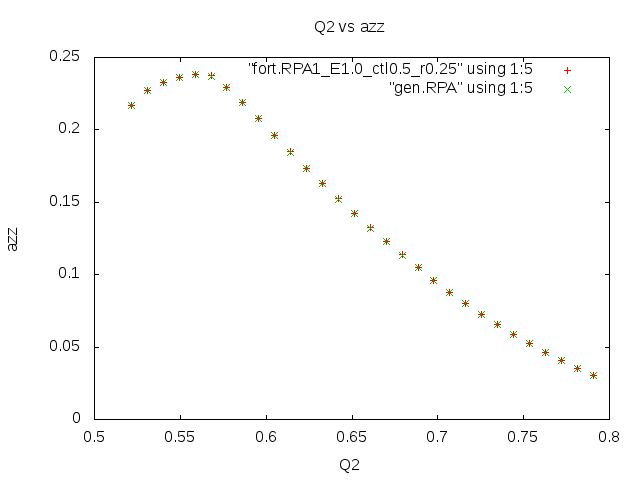 Q2 vs azz
"fort.RPA1_E1.0_ctl0.5_r0.25" using 1:5
"gen.RPA" using 1:5
0.25
0.2
0.15
0.1
0.05
0
azz
0.5 0.55 0.6 0.65 0.7 0.75 0.8
Q2